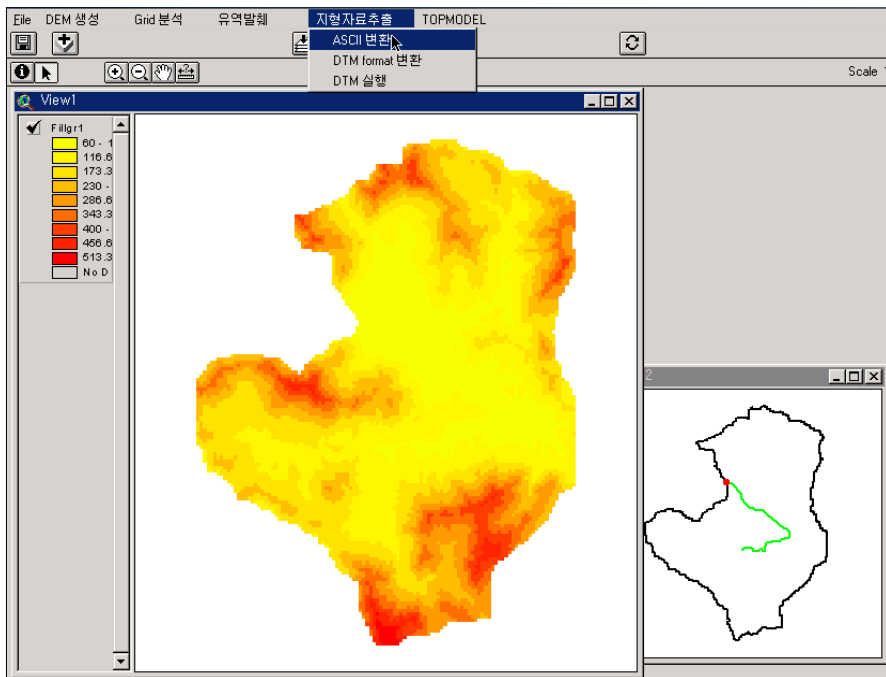 File DEM 생성 Grid 분석 유역발췌 지형자료추출 TOPMODEL
ASCII 변환
DTM format 변환
DTM 실행
Scale 1
View1
Fillgr1
60 - 1
116.6
173.3
230 -
286.6
343.3
400 -
456.6
513.3
No D
2